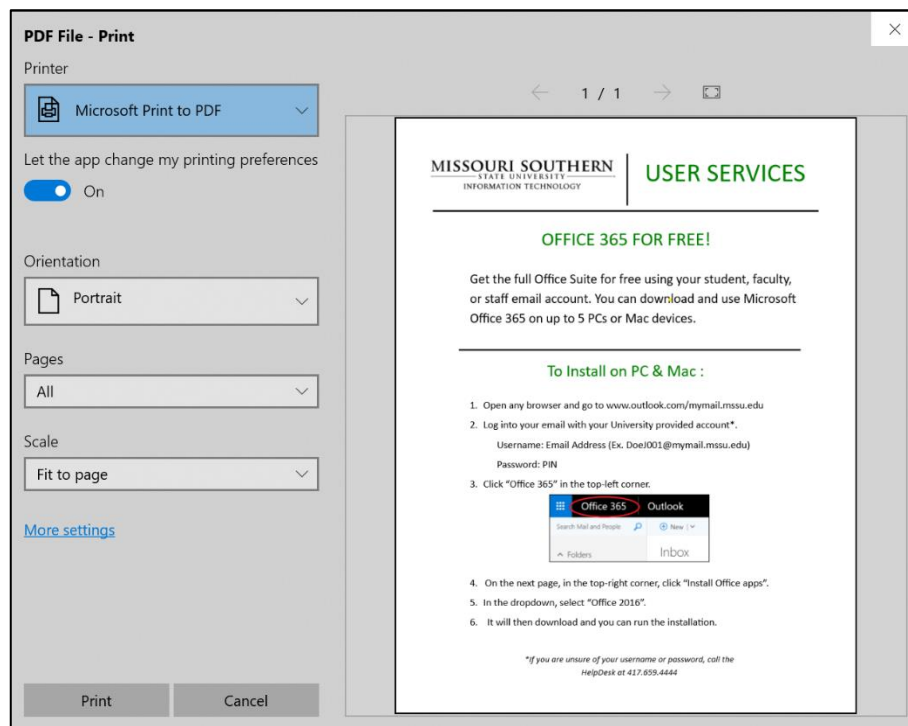 PDF File - Print
Printer
Microsoft Print to PDF
Let the app change my printing preferences
On
Orientation
Portrait
Pages
All
Scale
Fit to page
More settings
Print
Cancel
1 / 1
MISSOURI SOUTHERN
STATE UNIVERSITY
INFORMATION TECHNOLOGY
USER SERVICES
OFFICE 365 FOR FREE!
Get the full Office Suite for free using your student, faculty,
or staff email account. You can download and use Microsoft
Office 365 on up to 5 PCs or Mac devices.
To Install on PC & Mac :
1. Open any browser and go to www.outlook.com/mymail.mssu.edu
2. Log into your email with your University provided account*.
Username: Email Address (Ex. DoeJ001@mymail.mssu.edu)
Password: PIN
3. Click “Office 365” in the top-left corner.
Office 365 Outlook
Search Mail and People New
Folders Inbox
4. On the next page, in the top-right corner, click “Install Office apps”.
5. In the dropdown, select “Office 2016”.
6. It will then download and you can run the installation.
*If you are unsure of your username or password, call the
HelpDesk at 417.659.4444